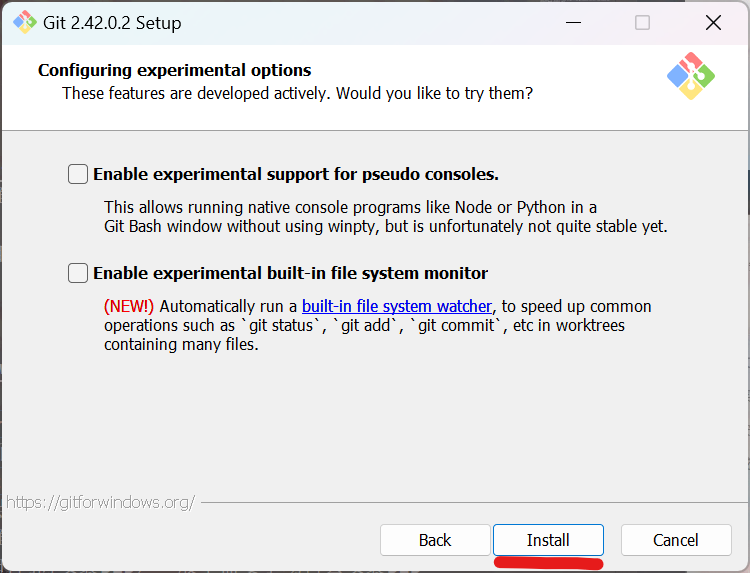 Git 2.42.0.2 Setup
Configuring experimental options
These features are developed actively. Would you like to try them?
Enable experimental support for pseudo consoles.
This allows running native console programs like Node or Python in a
Git Bash window without using winpty, but is unfortunately not quite stable yet.
Enable experimental built-in file system monitor
(NEW!) Automatically run a built-in file system watcher, to speed up common
operations such as `git status`, `git add`, `git commit`, etc in worktrees
containing many files.
https://gitforwindows.org/
Back Install Cancel